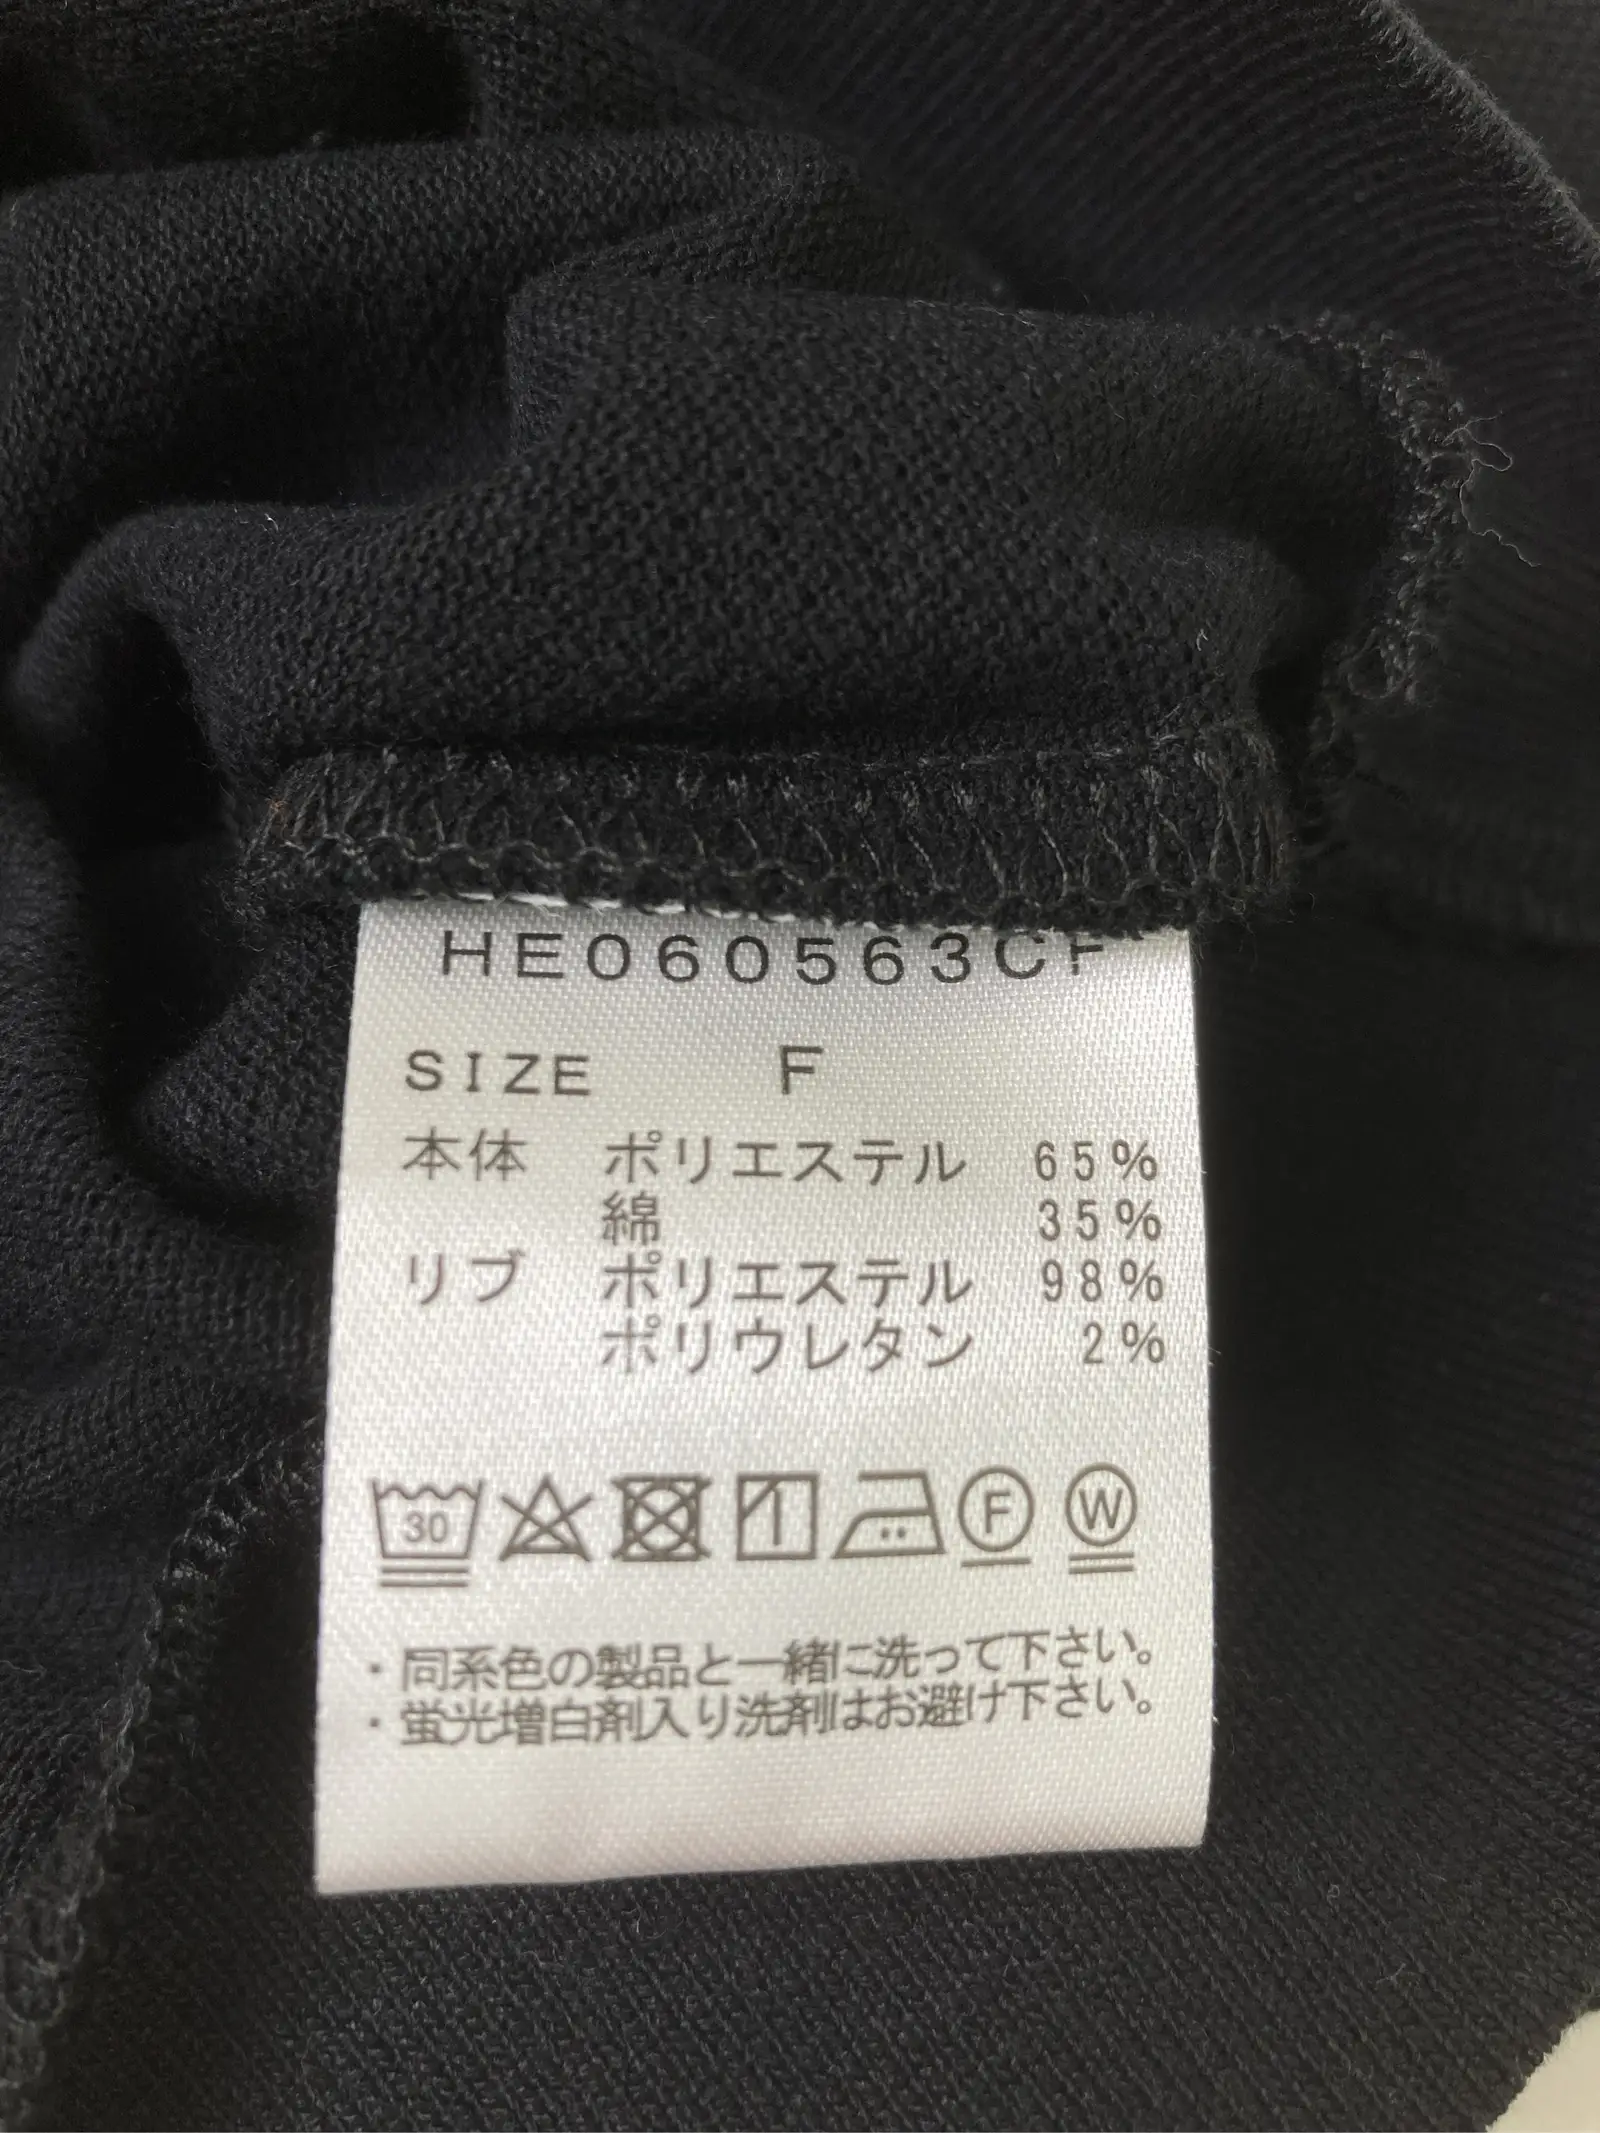 HE060563CF
SIZE F
本体 ポリエステル 65%
綿 35%
リブ ポリエステル 98%
ポリウレタン 2%
30 F W
・同系色の製品と一緒に洗って下さい。
・蛍光増白剤入り洗剤はお避け下さい。